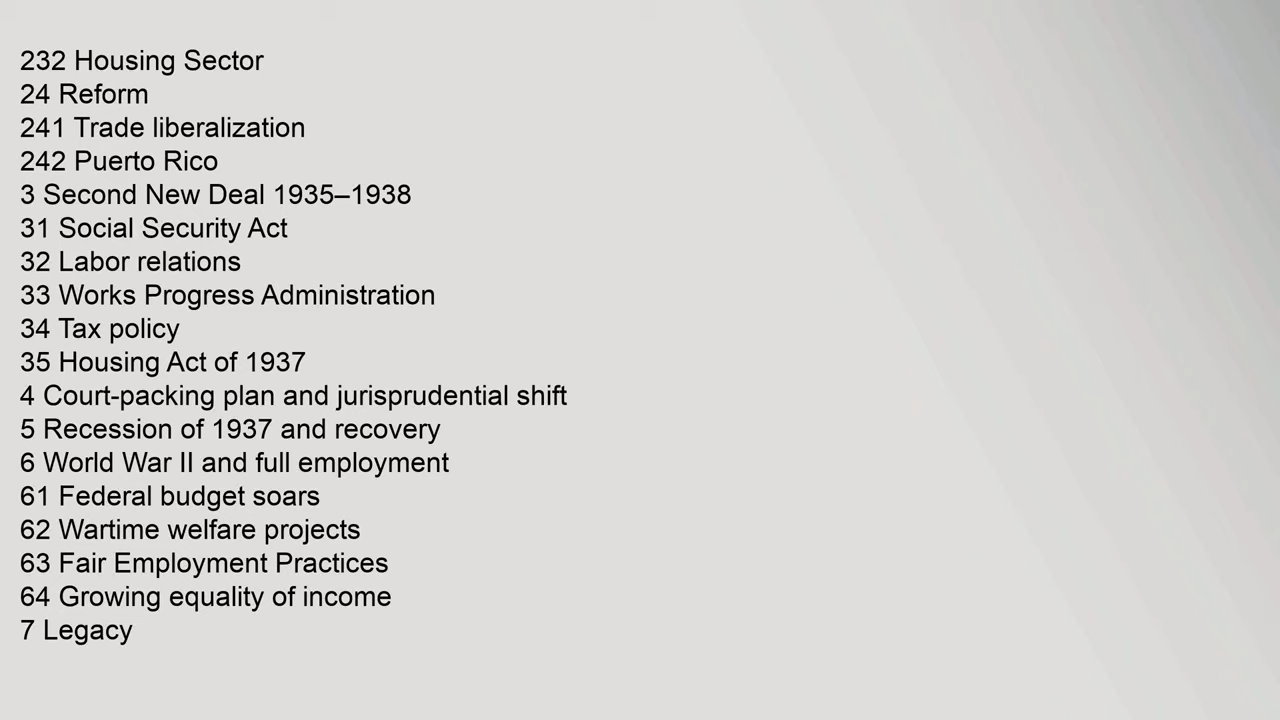 232 Housing Sector
24 Reform
241 Trade liberalization
242 Puerto Rico
3 Second New Deal 1935–1938
31 Social Security Act
32 Labor relations
33 Works Progress Administration
34 Tax policy
35 Housing Act of 1937
4 Court-packing plan and jurisprudential shift
5 Recession of 1937 and recovery
6 World War II and full employment
61 Federal budget soars
62 Wartime welfare projects
63 Fair Employment Practices
64 Growing equality of income
7 Legacy